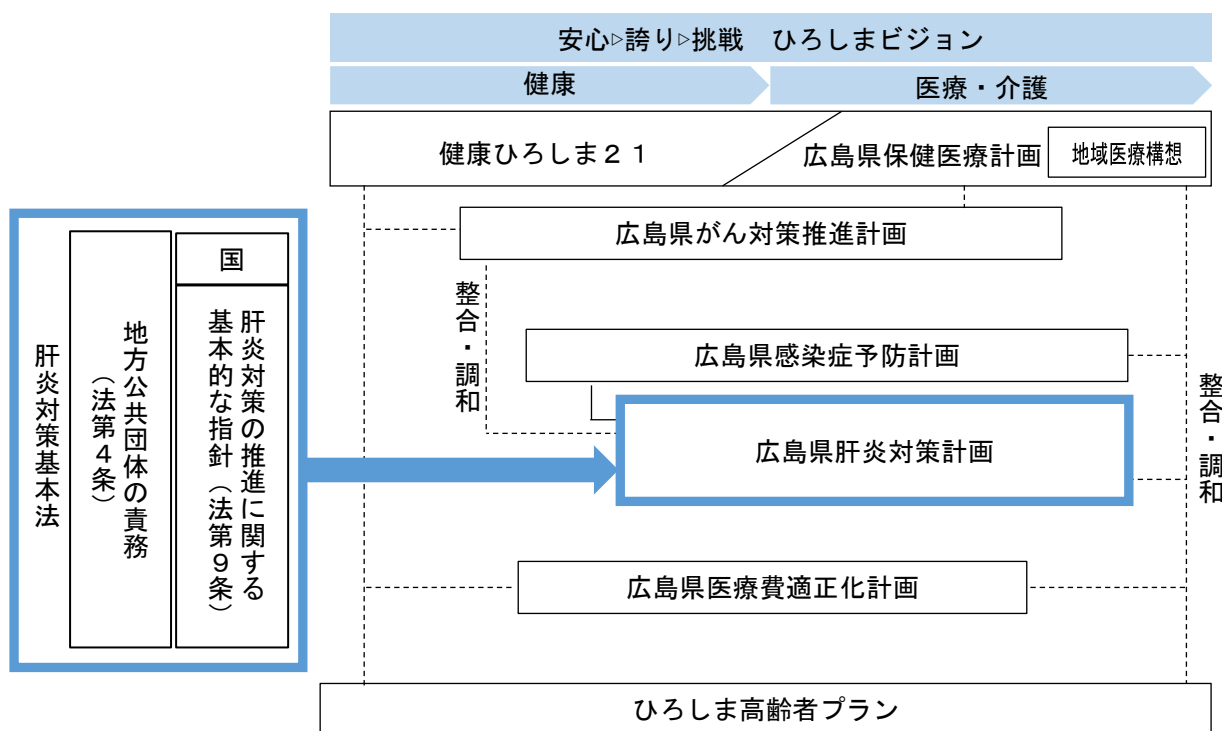 安心▷誇り▷挑戦　ひろしまビジョン
健康
医療・介護
健康ひろしま２１
広島県保健医療計画
地域医療構想
広島県がん対策推進計画
整合・調和
広島県感染症予防計画
広島県肝炎対策計画
整合・調和
広島県医療費適正化計画
ひろしま高齢者プラン
国
肝炎対策の推進に関する
基本的な指針（法第９条）
地方公共団体の責務
（法第４条）
肝炎対策基本法